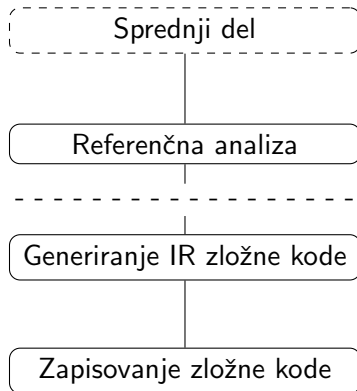 Sprednji del
Referenčna analiza
Generiranje IR zložne kode
Zapisovanje zložne kode